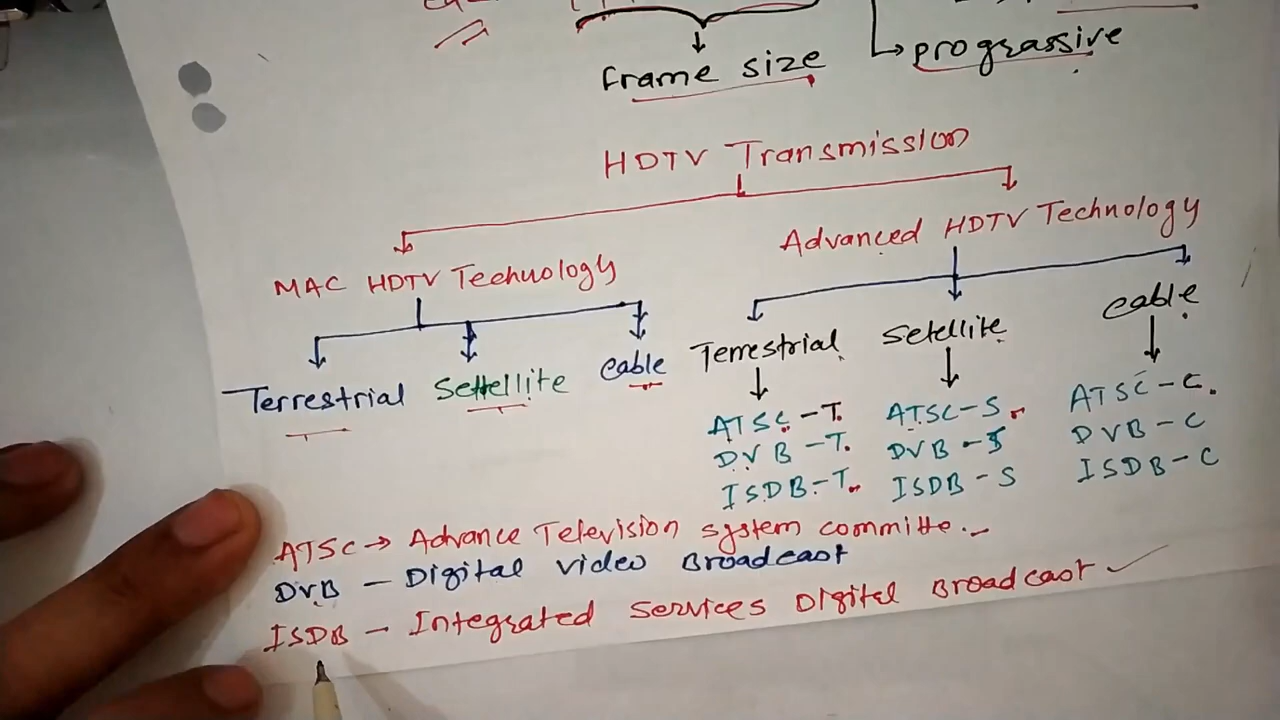 Frame size
prograssive
HDTV Transmission
MAC HDTV Technology
Advanced HDTV Technology
Terrestrial
Settellite
cable
Terrestrial
Setellite
cable
ATSC-T.
DVB-T.
ISDB-T.
ATSC-S
DVB-S
ISDB-S
ATSC-C.
DVB-C
ISDB-C
ATSC → Advance Television system committe.
DVB - Digital video Broadcast
ISDB - Integrated Services Digital Broadcast